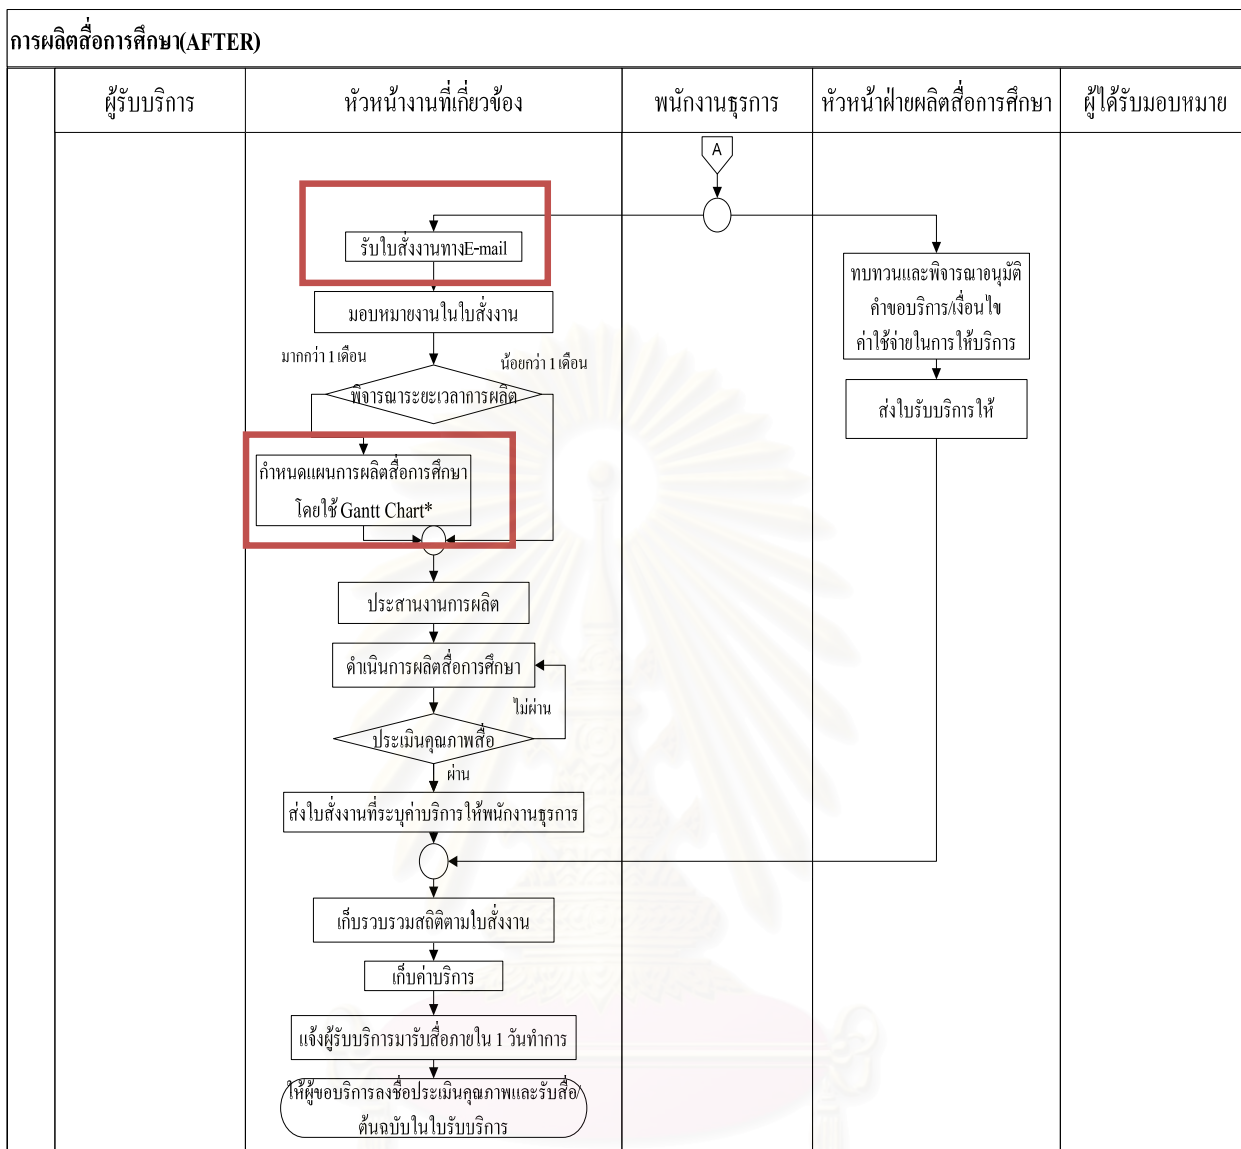 การผลิตสื่อการศึกษา(AFTER)
ผู้รับบริการ
หัวหน้างานที่เกี่ยวข้อง
พนักงานธุรการ
หัวหน้าฝ่ายผลิตสื่อการศึกษา
ผู้ได้รับมอบหมาย
A
รับใบสั่งงานทางE-mail
มอบหมายงานในใบสั่งงาน
มากกว่า 1 เดือน
น้อยกว่า 1 เดือน
พิจารณาระยะเวลาการผลิต
กำหนดแผนการผลิตสื่อการศึกษา
โดยใช้ Gantt Chart*
ประสานงานการผลิต
ดำเนินการผลิตสื่อการศึกษา
ไม่ผ่าน
ประเมินคุณภาพสื่อ
ผ่าน
ส่งใบสั่งงานที่ระบุค่าบริการให้พนักงานธุรการ
เก็บรวบรวมสถิติตามใบสั่งงาน
เก็บค่าบริการ
แจ้งผู้รับบริการมารับสื่อภายใน 1 วันทำการ
ให้ผู้ขอบริการลงชื่อประเมินคุณภาพและรับสื่อ/
ต้นฉบับในใบรับบริการ
ทบทวนและพิจารณาอนุมัติ
คำขอบริการ/เงื่อนไข
ค่าใช้จ่ายในการให้บริการ
ส่งใบรับบริการให้